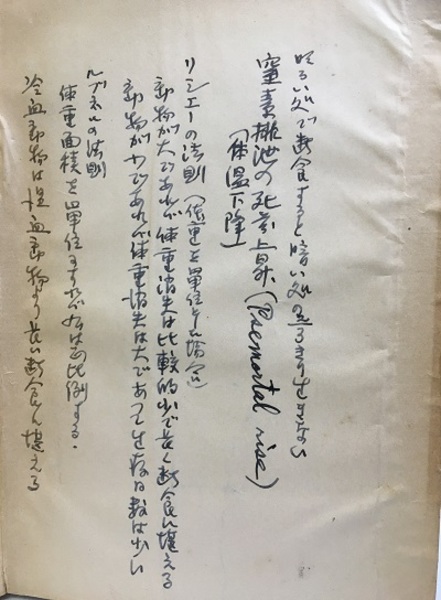 明るい処で断食すると暗い処のものより生きない
窒素排泄の死前上昇(Praemortal rise)
(体温下降)
リシエーの法則(体重を単位とした場合)
動物が大であれば体重消失は比較的少で長く断食に堪える
動物が小であれば体重消失は大であって生存日数は少い
ルブネルの法則
体重面積を単位とすれば比例する.
冷血動物は温血動物より長い断食に堪える